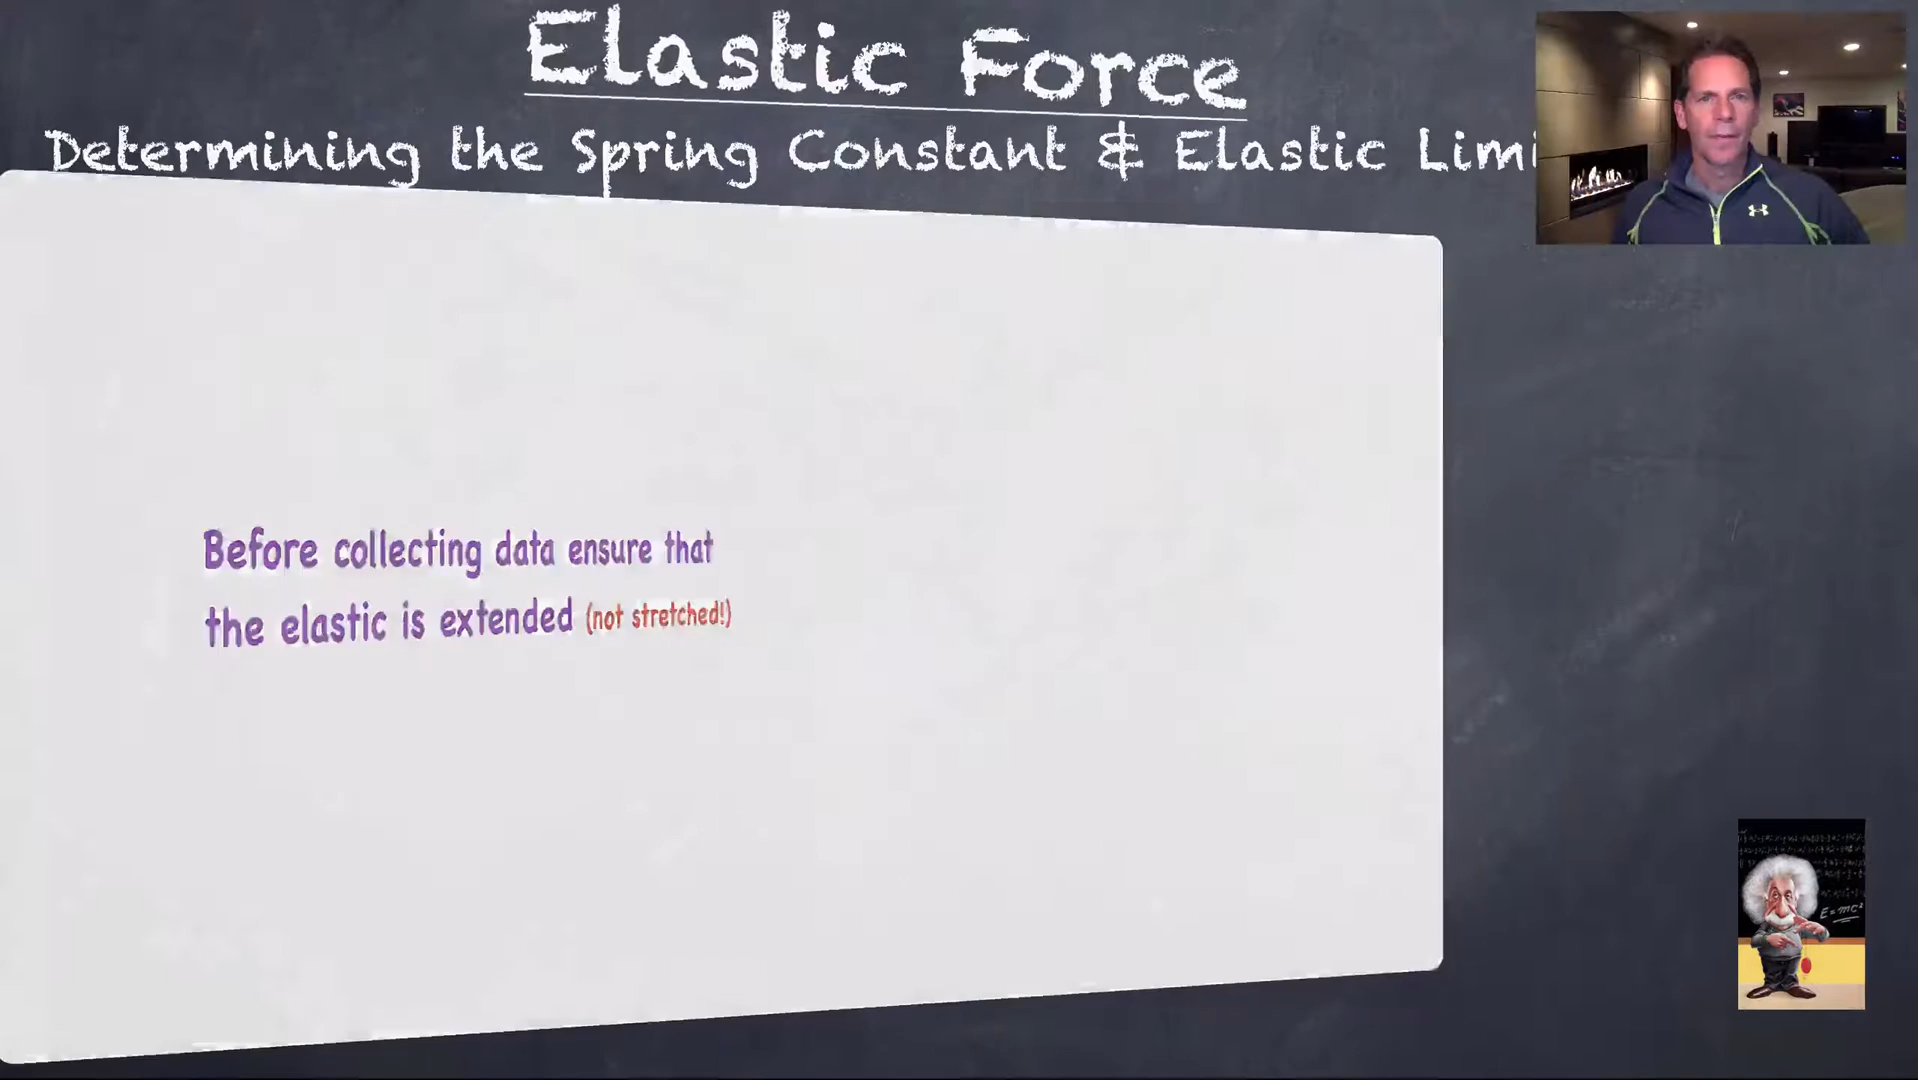 Elastic Force
Determining the Spring Constant & Elastic Limi
Before collecting data ensure that
the elastic is extended (not stretched!)
E=mc²